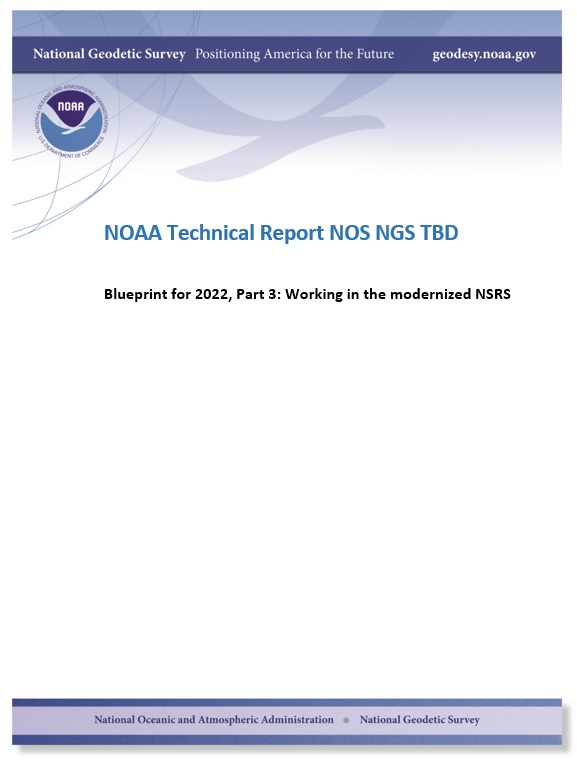 National Geodetic Survey Positioning America for the Future geodesy.noaa.gov
NATIONAL OCEANIC AND ATMOSPHERIC ADMINISTRATION
NOAA
U.S. DEPARTMENT OF COMMERCE
NOAA Technical Report NOS NGS TBD
Blueprint for 2022, Part 3: Working in the modernized NSRS
National Oceanic and Atmospheric Administration • National Geodetic Survey